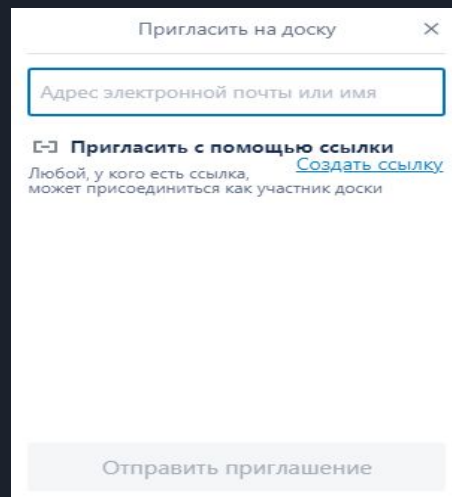 Пригласить на доску
Адрес электронной почты или имя
Пригласить с помощью ссылки
Любой, у кого есть ссылка, Создать ссылку
может присоединиться как участник доски
Отправить приглашение